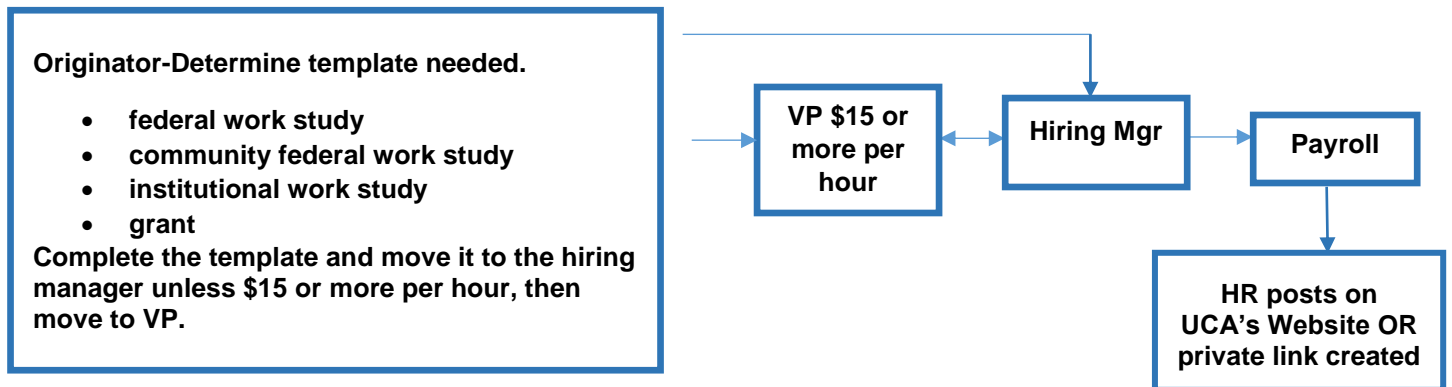 Originator-Determine template needed.
• federal work study
• community federal work study
• institutional work study
• grant
Complete the template and move it to the hiring
manager unless $15 or more per hour, then
move to VP.
VP $15 or
more per
hour
Hiring Mgr
Payroll
HR posts on
UCA's Website OR
private link created